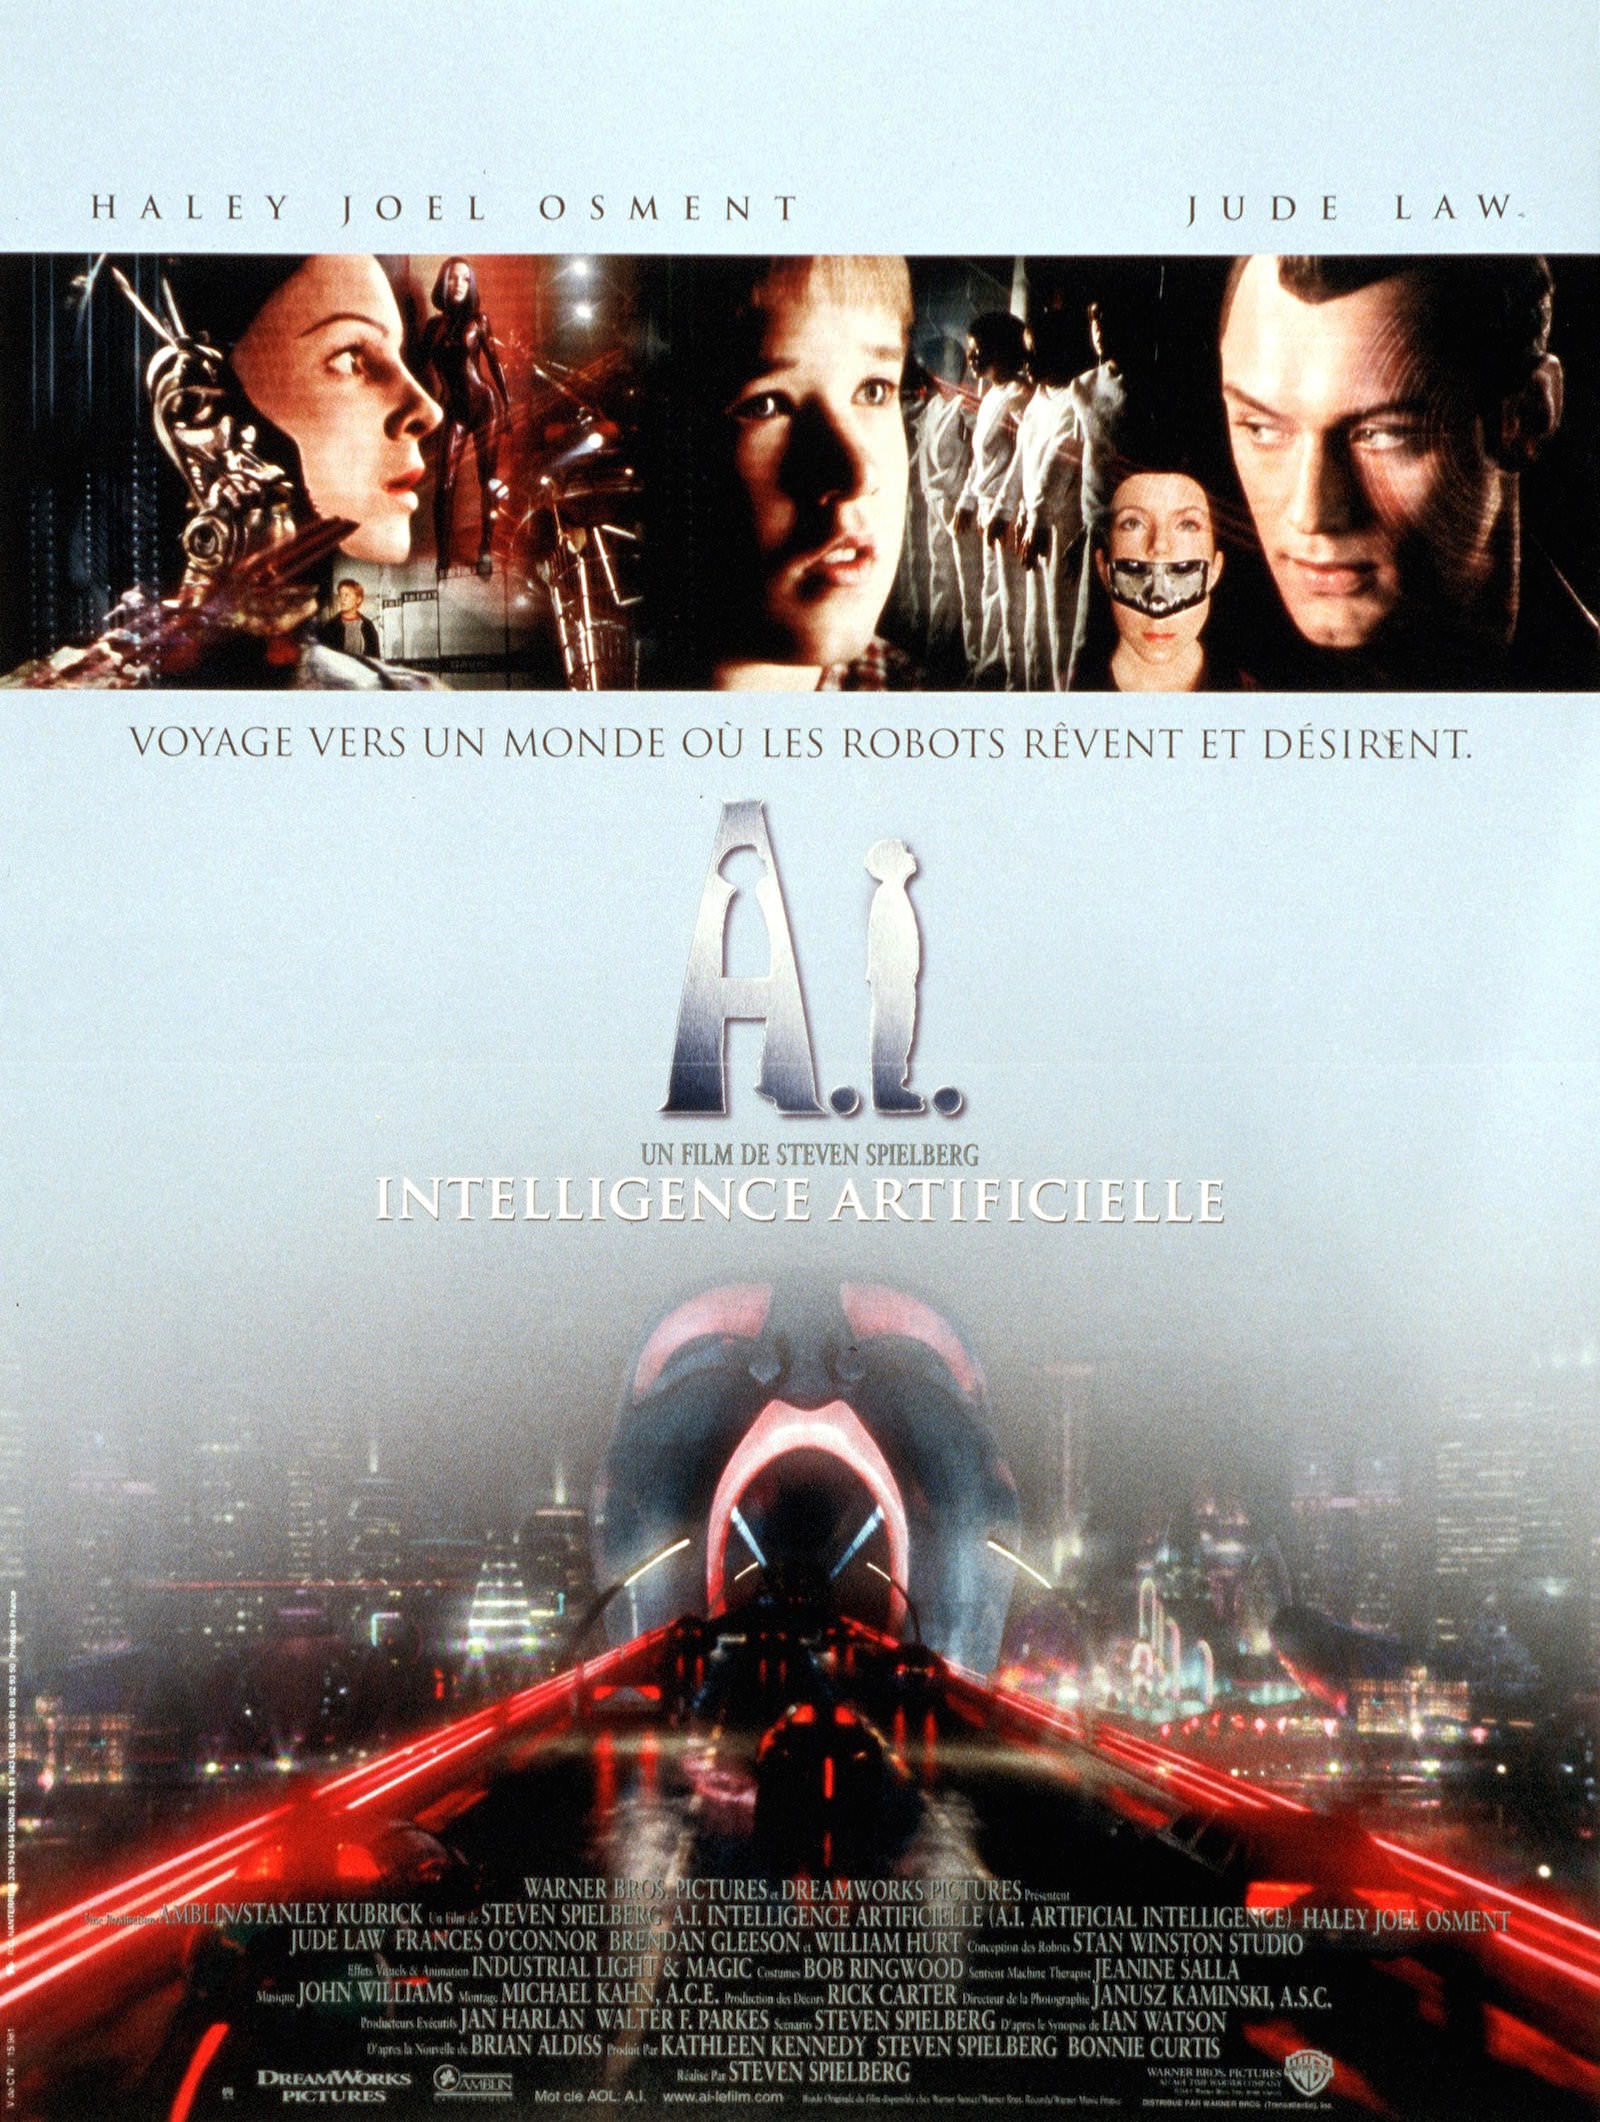 HALEY JOEL OSMENT
JUDE LAW
VOYAGE VERS UN MONDE OÙ LES ROBOTS RÊVENT ET DÉSIRENT.
A.I.
UN FILM DE STEVEN SPIELBERG
INTELLIGENCE ARTIFICIELLE
WARNER BROS. PICTURES et DREAMWORKS PICTURES Présentent
Une Production AMBLIN/STANLEY KUBRICK Un Film de STEVEN SPIELBERG A.I. INTELLIGENCE ARTIFICIELLE (A.I. ARTIFICIAL INTELLIGENCE) HALEY JOEL OSMENT
JUDE LAW FRANCES O'CONNOR BRENDAN GLEESON et WILLIAM HURT Conception des Robots STAN WINSTON STUDIO
Effets Visuels & Animation INDUSTRIAL LIGHT & MAGIC Costumes BOB RINGWOOD Sentient Machine Therapist JEANINE SALLA
Musique JOHN WILLIAMS Montage MICHAEL KAHN, A.C.E. Production des Décors RICK CARTER Directeur de la Photographie JANUSZ KAMINSKI, A.S.C.
Producteurs Exécutifs JAN HARLAN WALTER F. PARKES Scénario STEVEN SPIELBERG D'après le Synopsis de IAN WATSON
D'après la Nouvelle de BRIAN ALDISS Produit Par KATHLEEN KENNEDY STEVEN SPIELBERG BONNIE CURTIS
Réalisé Par STEVEN SPIELBERG
DREAMWORKS PICTURES
AMBLIN
Mot clé AOL: A.I. www.ai-lefilm.com
WARNER BROS. PICTURES
DISTRIBUÉ PAR WARNER BROS. (Transatlantic), Inc.
Printed in France